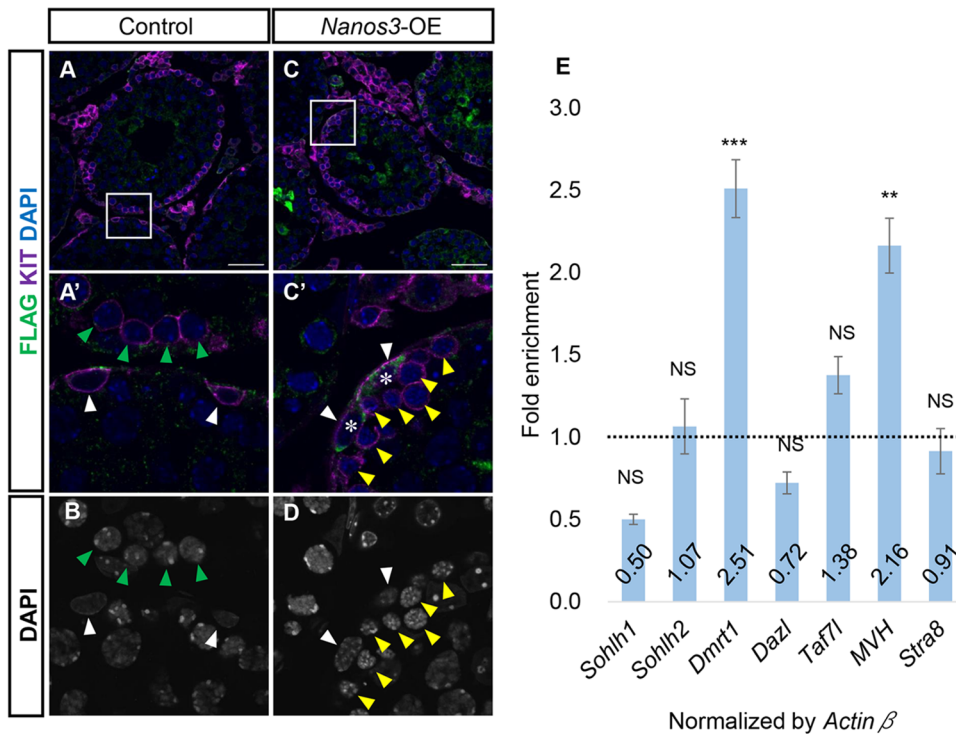 Control
Nanos3-OE
FLAG KIT DAPI
A
C
A’
C’
*
*
DAPI
B
D
E
Fold enrichment
3.0
2.5
2.0
1.5
1.0
0.5
0.0
NS
NS
***
NS
NS
**
NS
0.50
1.07
2.51
0.72
1.38
2.16
0.91
Sohlh1
Sohlh2
Dmrt1
Dazl
Taf7l
MVH
Stra8
Normalized by Actin β